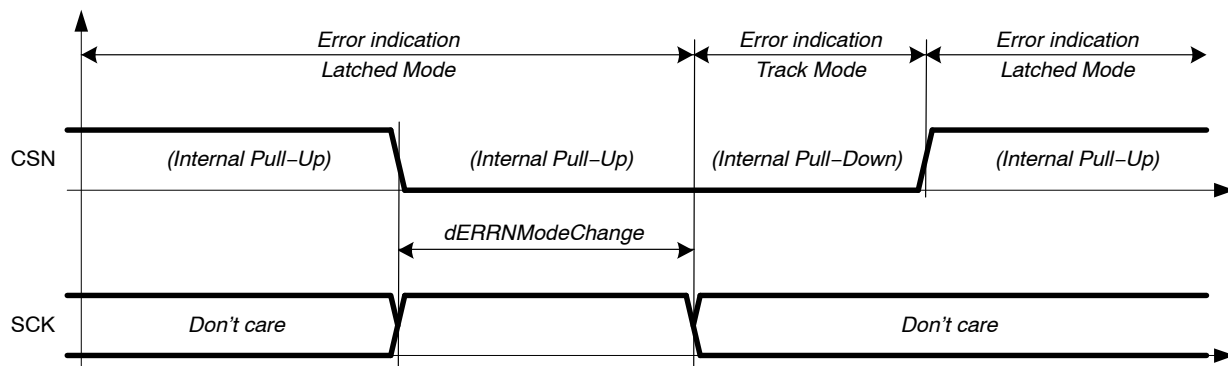 Error indication
Latched Mode
Error indication
Track Mode
Error indication
Latched Mode
CSN
(Internal Pull−Up)
(Internal Pull−Up)
(Internal Pull−Down)
(Internal Pull−Up)
dERRNModeChange
SCK
Don't care
Don't care